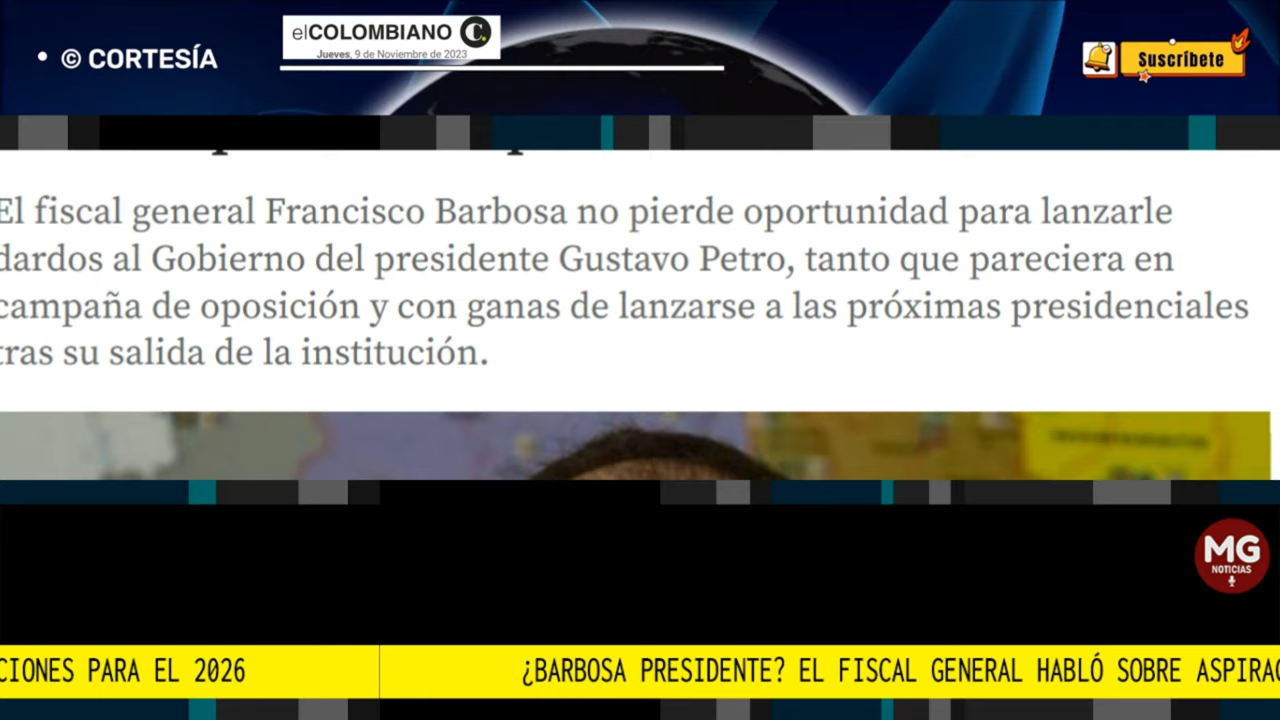 • © CORTESÍA
elCOLOMBIANO C.
Jueves, 9 de Noviembre de 2023
Suscríbete
El fiscal general Francisco Barbosa no pierde oportunidad para lanzarle
dardos al Gobierno del presidente Gustavo Petro, tanto que pareciera en
campaña de oposición y con ganas de lanzarse a las próximas presidenciales
tras su salida de la institución.
MG
NOTICIAS
CIONES PARA EL 2026
¿BARBOSA PRESIDENTE? EL FISCAL GENERAL HABLÓ SOBRE ASPIRAC